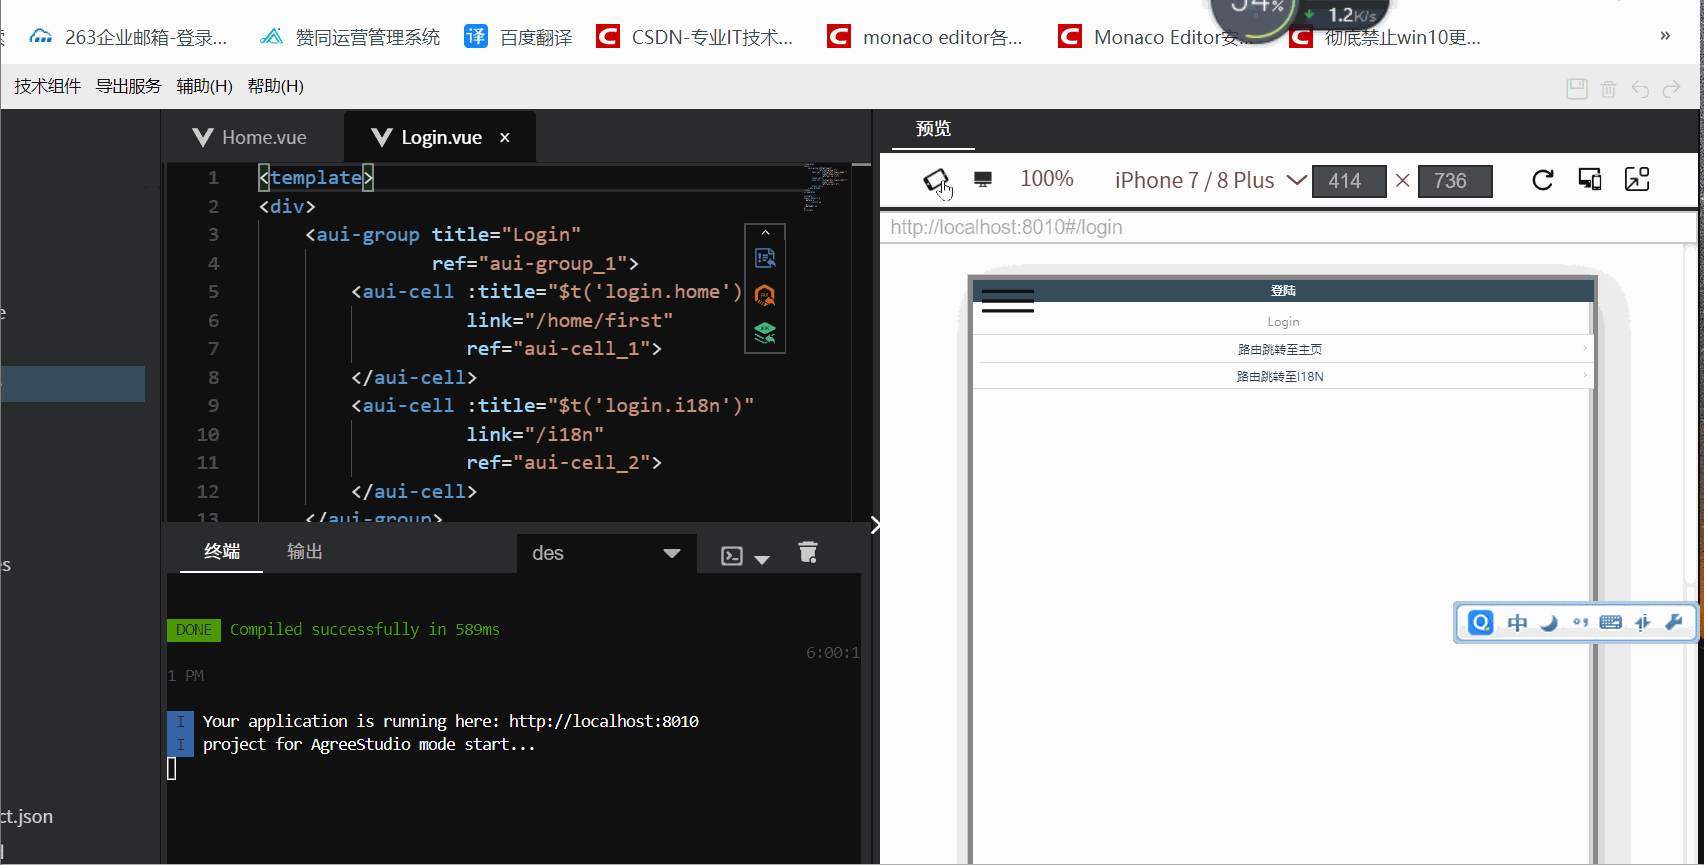 54% 1.2K/s
263企业邮箱-登录... 赞同运营管理系统 译 百度翻译 CSDN-专业IT技术... monaco editor各... Monaco Editor安... 彻底禁止win10更... »
技术组件 导出服务 辅助(H) 帮助(H)
Home.vue Login.vue ×
预览
100% iPhone 7 / 8 Plus 414 × 736
http://localhost:8010#/login
1 <template>
2 <div>
3 <aui-group title="Login"
4 ref="aui-group_1">
5 <aui-cell :title="$t('login.home')
6 link="/home/first"
7 ref="aui-cell_1">
8 </aui-cell>
9 <aui-cell :title="$t('login.i18n')"
10 link="/i18n"
11 ref="aui-cell_2">
12 </aui-cell>
13 </aui-group>
登陆
Login
路由跳转至主页
路由跳转至I18N
终端 输出 des
DONE Compiled successfully in 589ms
6:00:1
1 PM
I Your application is running here: http://localhost:8010
I project for AgreeStudio mode start...
es
ct.json
中